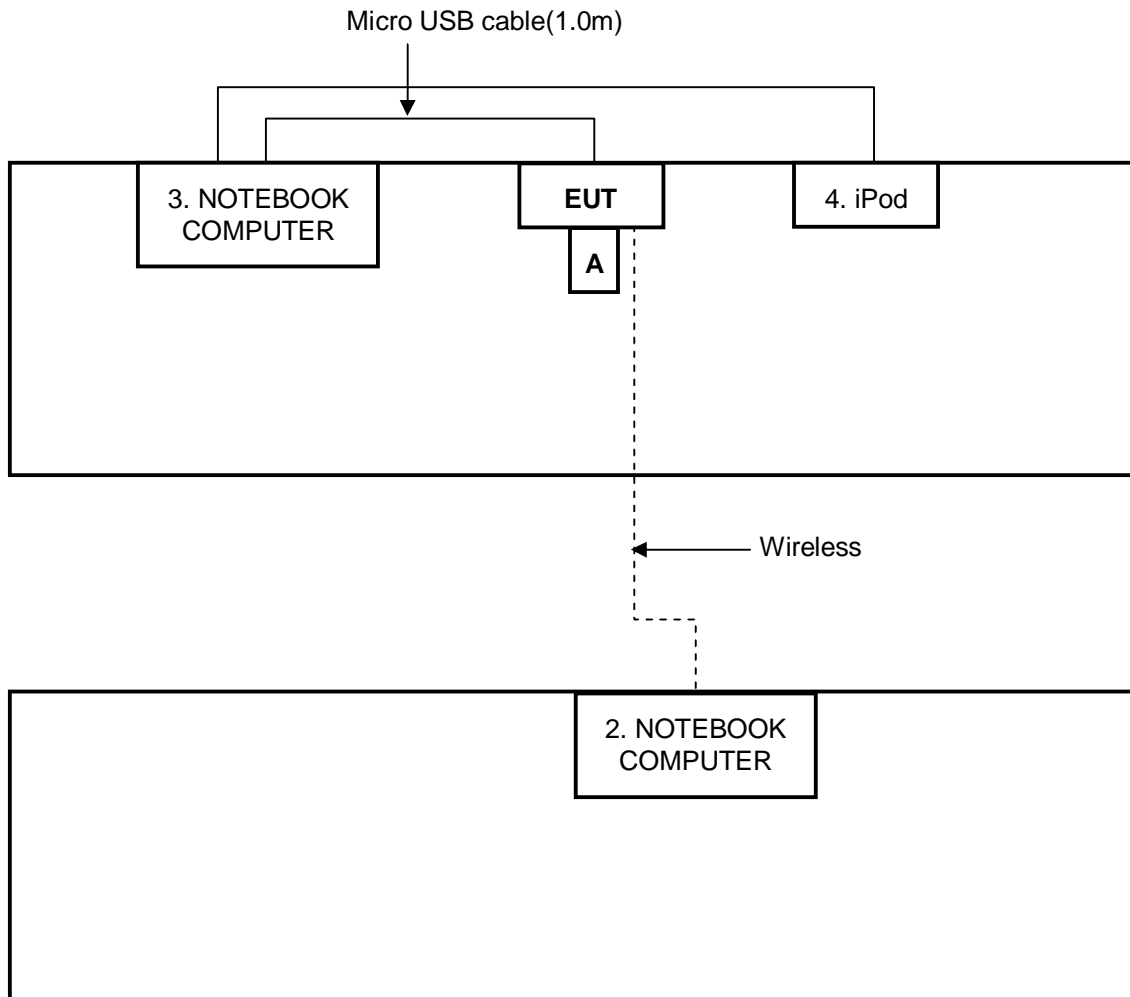 Micro USB cable(1.0m)
3. NOTEBOOK
COMPUTER
EUT
4. iPod
A
Wireless
2. NOTEBOOK
COMPUTER